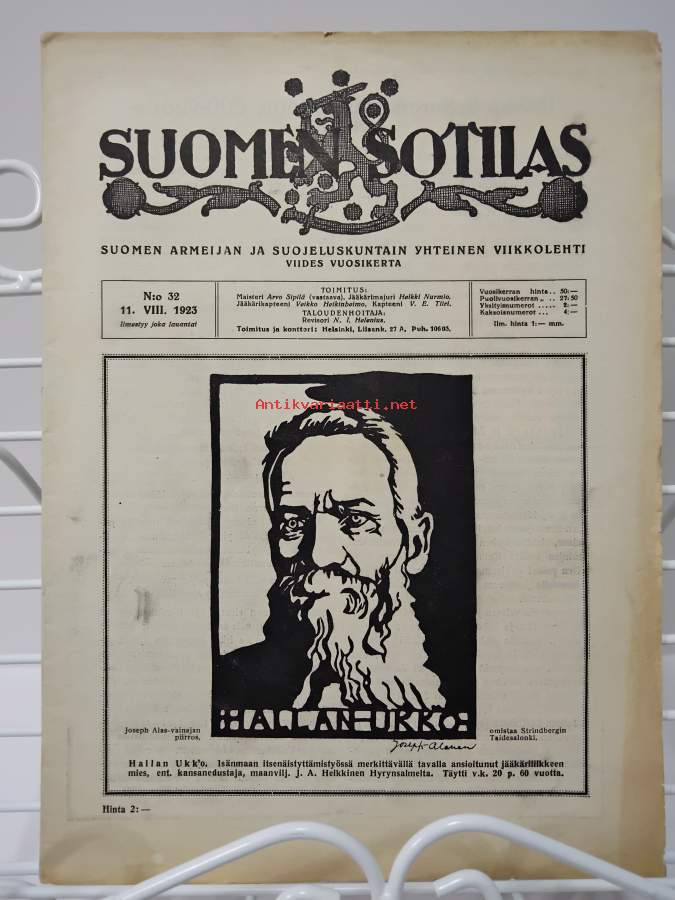 SUOMEN SOTILAS
SUOMEN ARMEIJAN JA SUOJELUSKUNTAIN YHTEINEN VIIKKOLEHTI
VIIDES VUOSIKERTA
N:o 32
11. VIII. 1923
Ilmestyy joka lauantai
TOIMITUS:
Maisteri Arvo Sipilä (vastaava), Jääkärimajuri Heikki Nurmio,
Jääkärikapteeni Veikko Heikinheimo, Kapteeni V. E. Tiiri.
TALOUDENHOITAJA:
Revisori N. I. Helenius.
Toimitus ja konttori: Helsinki, Liisank. 27 A, Puh. 10605.
Vuosikerran hinta.. 50:—
Puolivuosikerran „ .. 27:50
Yksityisnumerot ..... 2:—
Kaksoisnumerot ... 4:—
Ilm. hinta 1:— mm.
Antikvariaatti.net
HALLAN-UKKO
Joseph Alanen
Joseph Alas-vainajan
piirros,
omistaa Strindbergin
Taidesalonki.
Hallan Ukk'o. Isänmaan itsenäistyttämistyössä merkittävällä tavalla ansioitunut jääkäriliikkeen
mies, ent. kansanedustaja, maanvilj. J. A. Heikkinen Hyrynsalmelta. Täytti v.k. 20 p. 60 vuotta.
Hinta 2:—